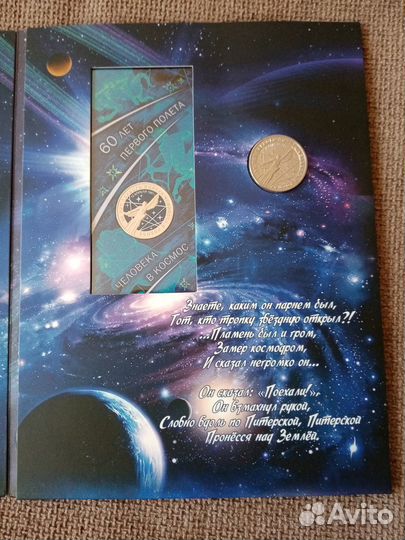 60 ЛЕТ
ПЕРВОГО ПОЛЕТА
ЧЕЛОВЕКА
В КОСМОС
Знаете, каким он парнем был,
Тот, кто тропку звёздную открыл?!
...Пламень был и гром,
Замер космодром,
И сказал негромко он...
Он сказал: «Поехали!».
Он взмахнул рукой,
Словно вдоль по Питерской, Питерской
Пронёсся над Землёй.
Avito